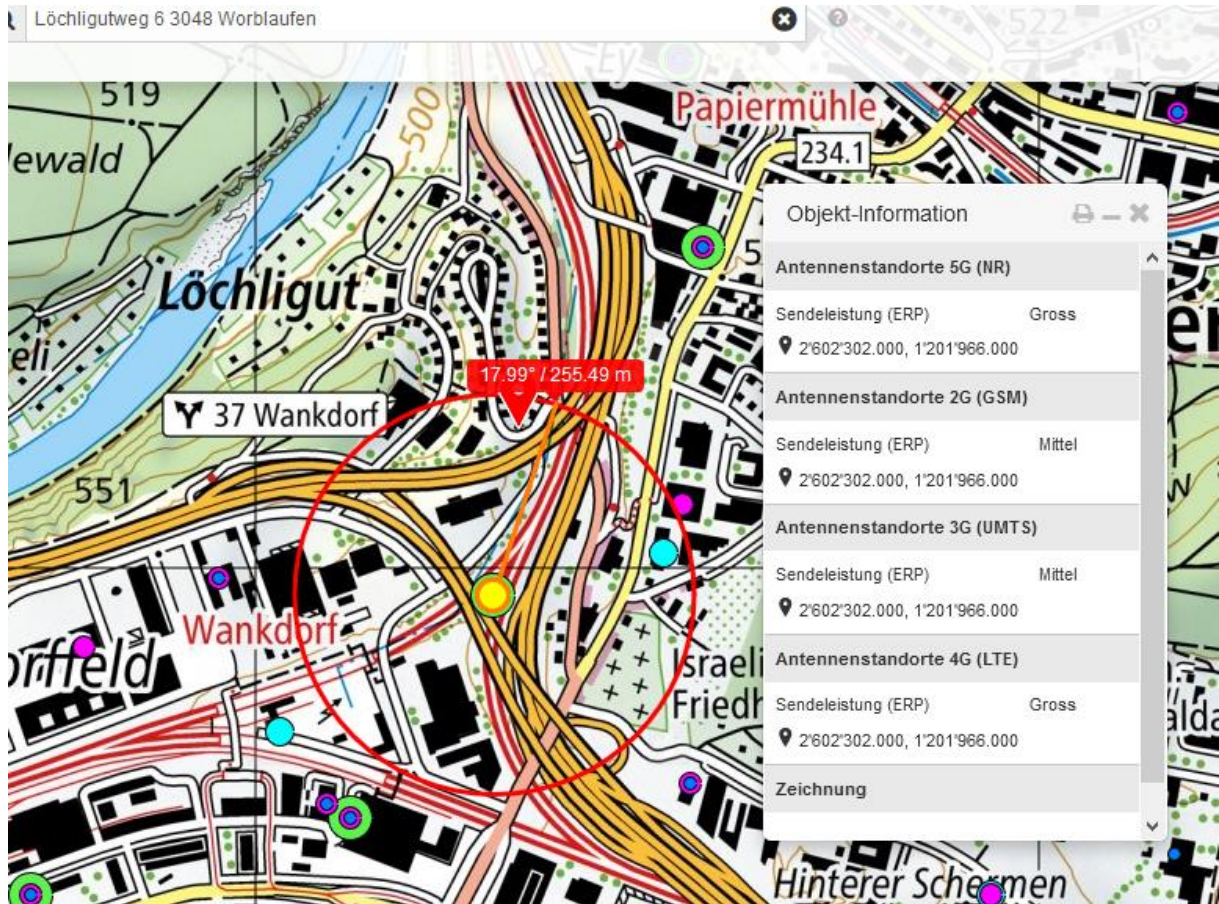 Löchligutweg 6 3048 Worblaufen
522
Ey
519
500
Papiermühle
ewald
234.1
Objekt-Information
Antennenstandorte 5G (NR)
Sendeleistung (ERP) Gross
2'602'302.000, 1'201'966.000
Löchligut
17.99° / 255.49 m
37 Wankdorf
Antennenstandorte 2G (GSM)
Sendeleistung (ERP) Mittel
2'602'302.000, 1'201'966.000
551
Antennenstandorte 3G (UMTS)
Sendeleistung (ERP) Mittel
2'602'302.000, 1'201'966.000
Wankdorf
Israeli
Friedh
Antennenstandorte 4G (LTE)
Sendeleistung (ERP) Gross
2'602'302.000, 1'201'966.000
Zeichnung
Hinterer Schermen